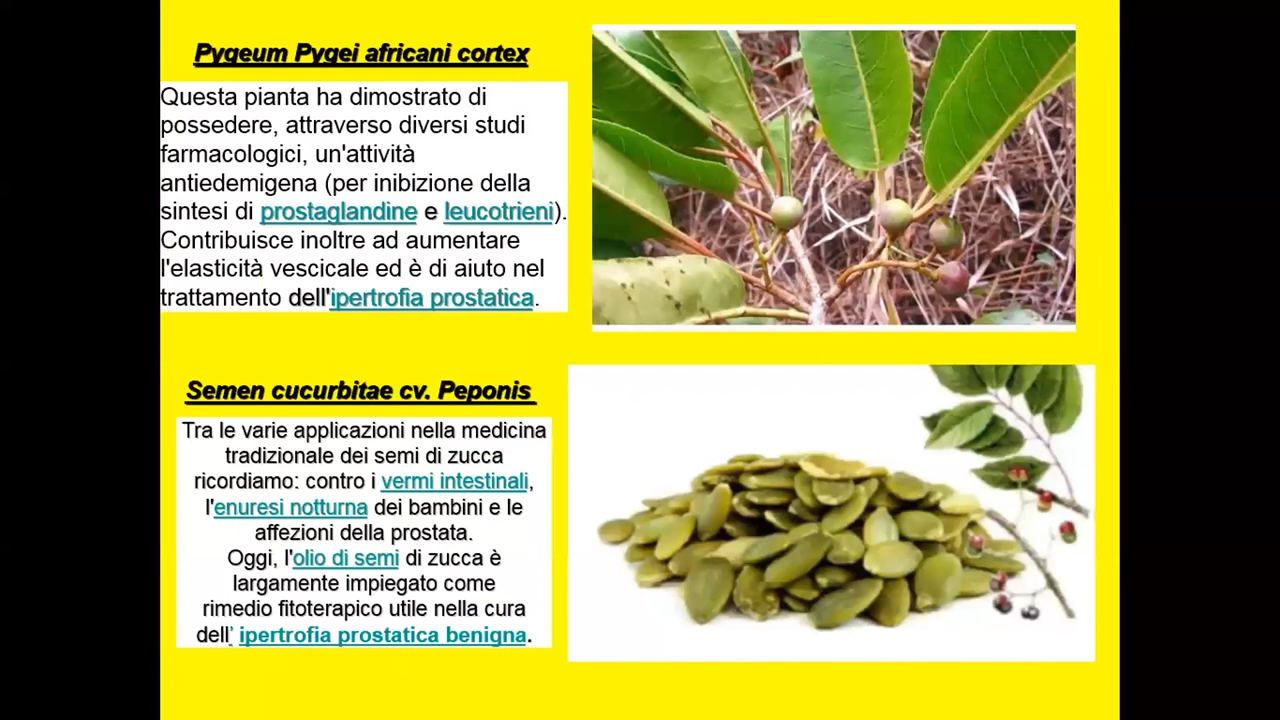 Pygeum Pygei africani cortex
Questa pianta ha dimostrato di
possedere, attraverso diversi studi
farmacologici, un'attività
antiedemigena (per inibizione della
sintesi di prostaglandine e leucotrieni).
Contribuisce inoltre ad aumentare
l'elasticità vescicale ed è di aiuto nel
trattamento dell'ipertrofia prostatica.
Semen cucurbitae cv. Peponis
Tra le varie applicazioni nella medicina
tradizionale dei semi di zucca
ricordiamo: contro i vermi intestinali,
l'enuresi notturna dei bambini e le
affezioni della prostata.
Oggi, l'olio di semi di zucca è
largamente impiegato come
rimedio fitoterapico utile nella cura
dell' ipertrofia prostatica benigna.